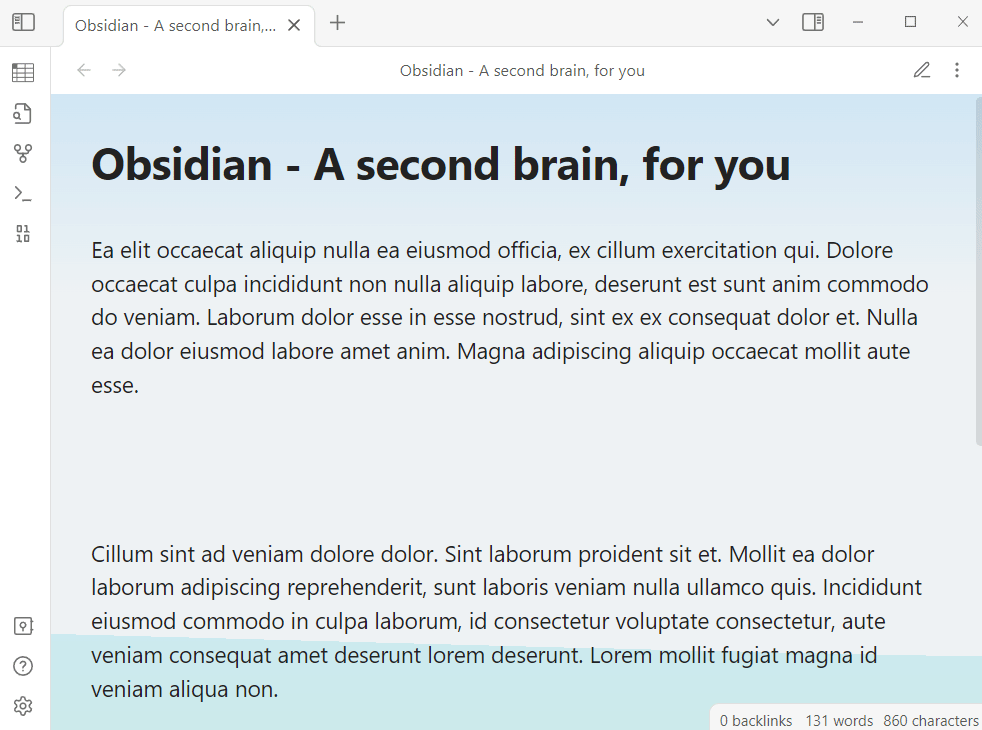 Obsidian - A second brain,...
Obsidian - A second brain, for you
Obsidian - A second brain, for you
Ea elit occaecat aliquip nulla ea eiusmod officia, ex cillum exercitation qui. Dolore
occaecat culpa incididunt non nulla aliquip labore, deserunt est sunt anim commodo
do veniam. Laborum dolor esse in esse nostrud, sint ex ex consequat dolor et. Nulla
ea dolor eiusmod labore amet anim. Magna adipiscing aliquip occaecat mollit aute
esse.
Cillum sint ad veniam dolore dolor. Sint laborum proident sit et. Mollit ea dolor
laborum adipiscing reprehenderit, sunt laboris veniam nulla ullamco quis. Incididunt
eiusmod commodo in culpa laborum, id consectetur voluptate consectetur, aute
veniam consequat amet deserunt lorem deserunt. Lorem mollit fugiat magna id
veniam aliqua non.
0 backlinks 131 words 860 characters